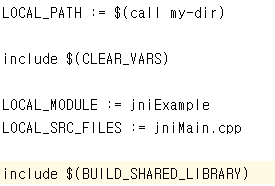 LOCAL_PATH := $(call my-dir)
include $(CLEAR_VARS)
LOCAL_MODULE := jniExample
LOCAL_SRC_FILES := jniMain.cpp
include $(BUILD_SHARED_LIBRARY)